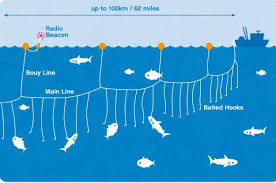 up to 100km / 62 miles
Radio
Beacon
Bouy Line
Main Line
Baited Hooks